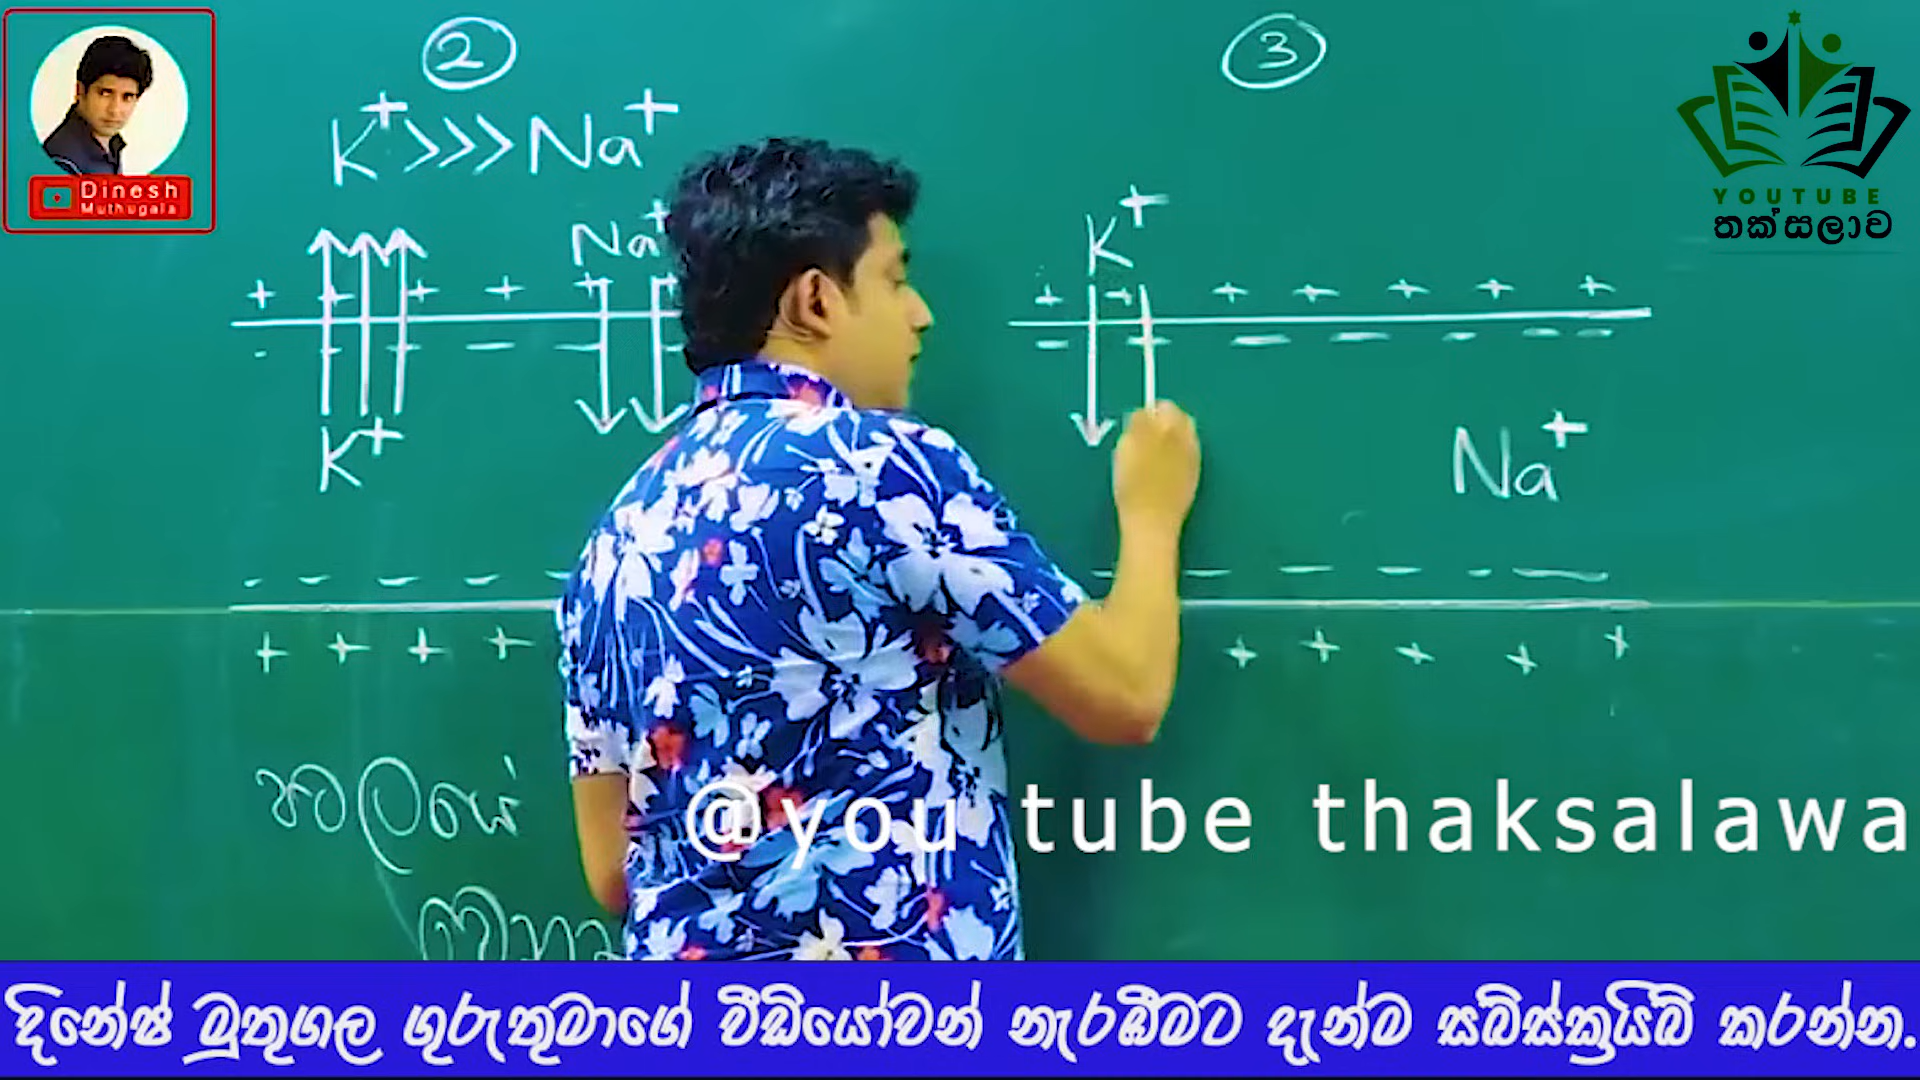 Dinesh
Muthugala
②
③
K⁺ >>> Na⁺
YOUTUBE
තක්සලාව
Na⁺
K⁺
+ + + + +
+ + + + + + +
K⁺
Na⁺
+ + + +
+ + + + +
පටලයේ
@you tube thaksalawa
දිනේෂ් මුතුගල ගුරුතුමාගේ වීඩියෝවන් නැරඹීමට දැන්ම සබ්ස්ක්‍රයිබ් කරන්න.